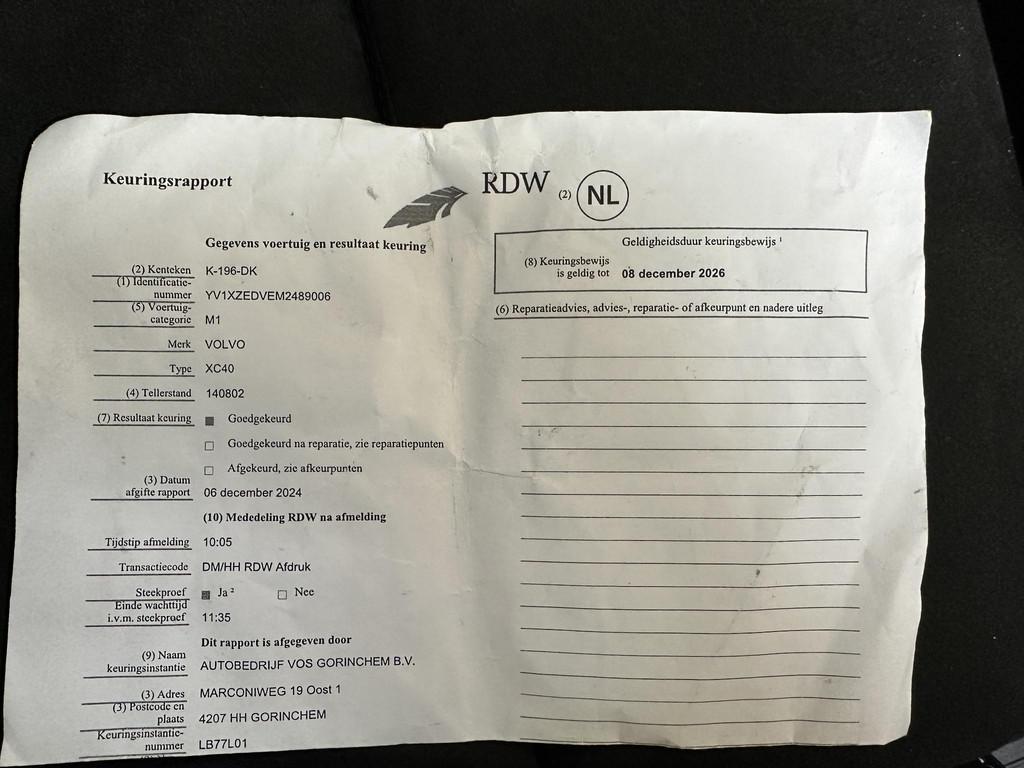 Keuringsrapport
RDW (2) NL
Gegevens voertuig en resultaat keuring
(2) Kenteken K-196-DK
(1) Identificatie-
nummer YV1XZEDVEM2489006
(5) Voertuig-
categorie M1
Merk VOLVO
Type XC40
(4) Tellerstand 140802
(7) Resultaat keuring Goedgekeurd
Goedgekeurd na reparatie, zie reparatiepunten
Afgekeurd, zie afkeurpunten
(3) Datum
afgifte rapport 06 december 2024
(10) Mededeling RDW na afmelding
Tijdstip afmelding 10:05
Transactiecode DM/HH RDW Afdruk
Steekproef Ja ² Nee
Einde wachttijd
i.v.m. steekproef 11:35
Dit rapport is afgegeven door
(9) Naam
keuringsinstantie AUTOBEDRIJF VOS GORINCHEM B.V.
(3) Adres MARCONIWEG 19 Oost 1
(3) Postcode en
plaats 4207 HH GORINCHEM
Keuringsinstantie-
nummer LB77L01
Geldigheidsduur keuringsbewijs ¹
(8) Keuringsbewijs
is geldig tot 08 december 2026
(6) Reparatieadvies, advies-, reparatie- of afkeurpunt en nadere uitleg